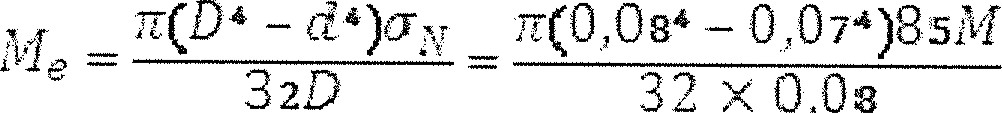 M_e = π(D⁴ − d⁴)σ_N / 32D = π(0,08⁴ − 0,07⁴)85M / 32 × 0.08